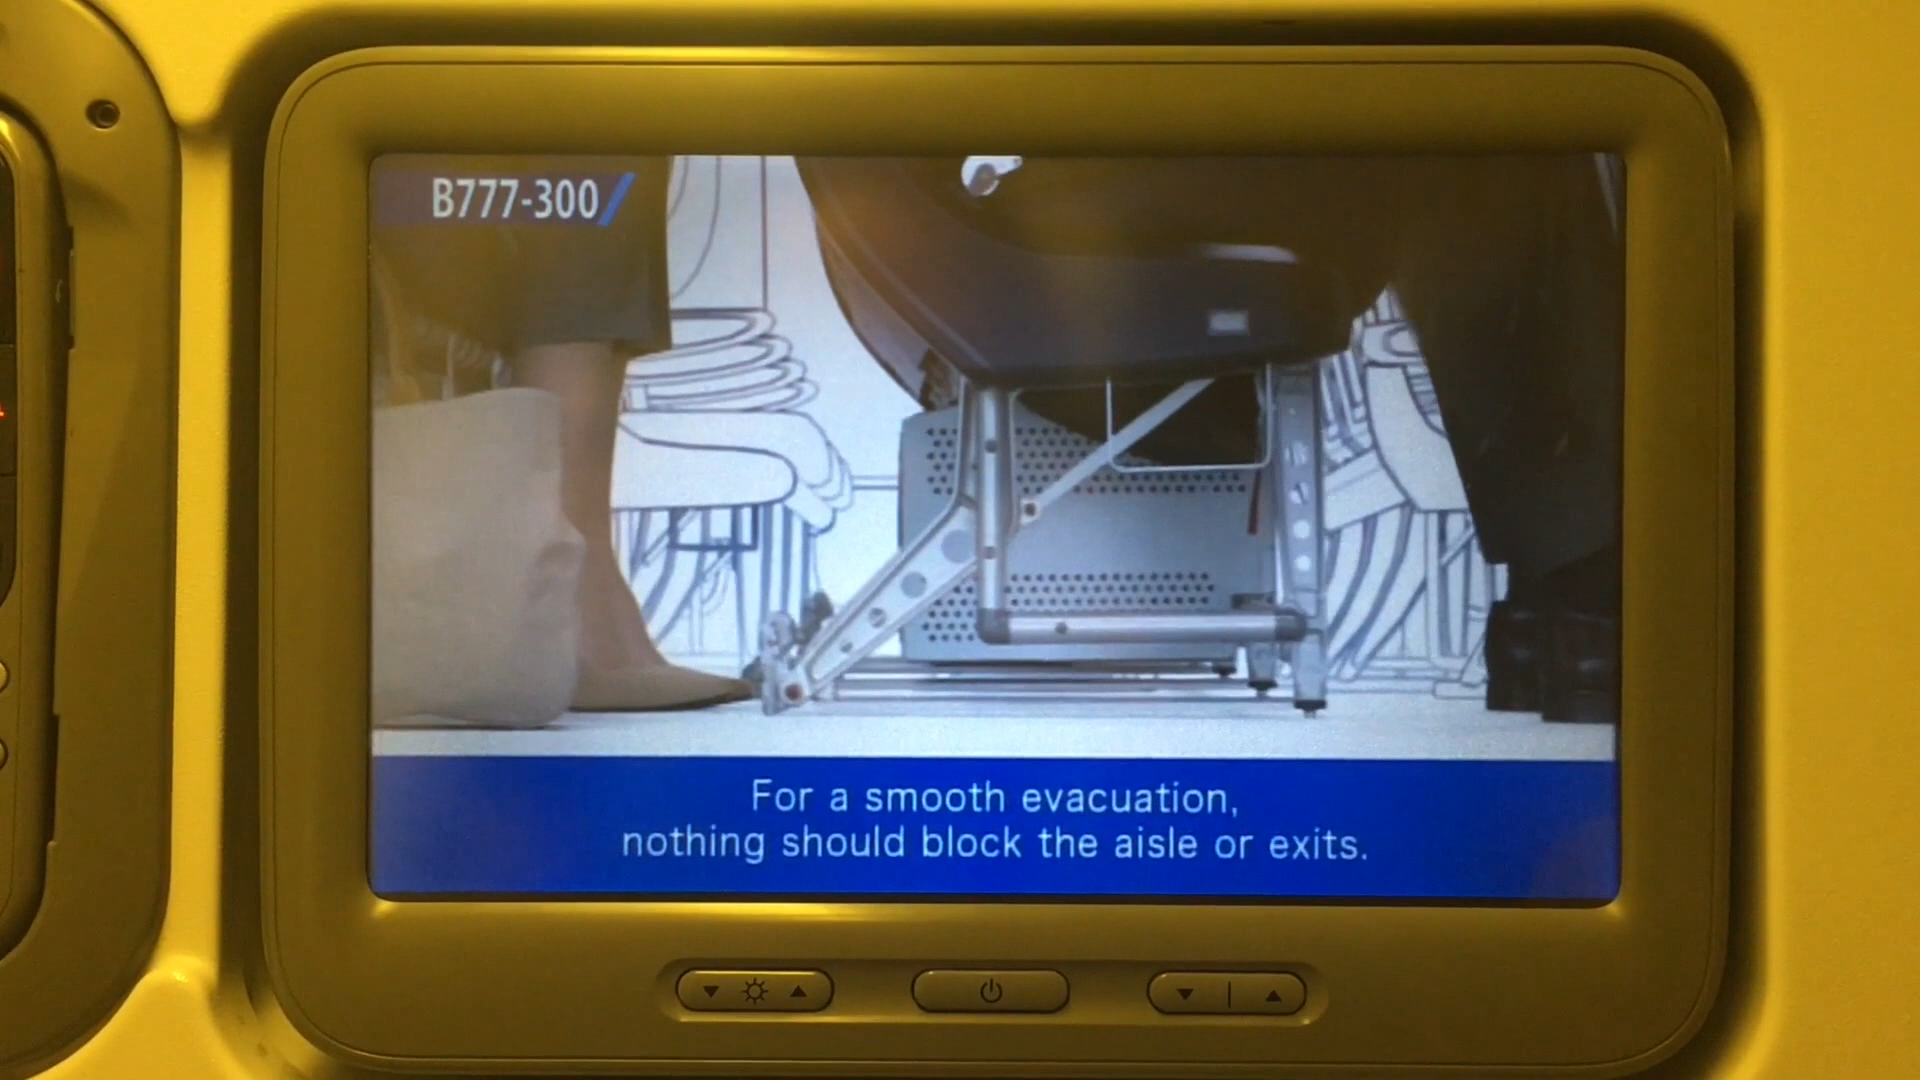 B777-300
For a smooth evacuation,
nothing should block the aisle or exits.